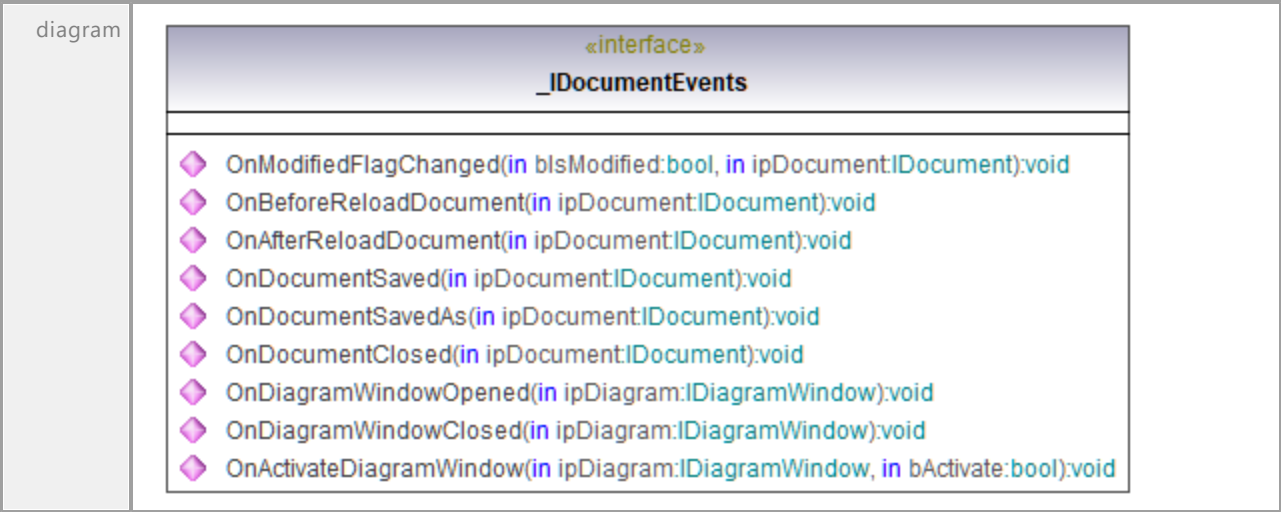 diagram
«interface»
_IDocumentEvents
OnModifiedFlagChanged(in bIsModified:bool, in ipDocument:IDocument):void
OnBeforeReloadDocument(in ipDocument:IDocument):void
OnAfterReloadDocument(in ipDocument:IDocument):void
OnDocumentSaved(in ipDocument:IDocument):void
OnDocumentSavedAs(in ipDocument:IDocument):void
OnDocumentClosed(in ipDocument:IDocument):void
OnDiagramWindowOpened(in ipDiagram:IDiagramWindow):void
OnDiagramWindowClosed(in ipDiagram:IDiagramWindow):void
OnActivateDiagramWindow(in ipDiagram:IDiagramWindow, in bActivate:bool):void